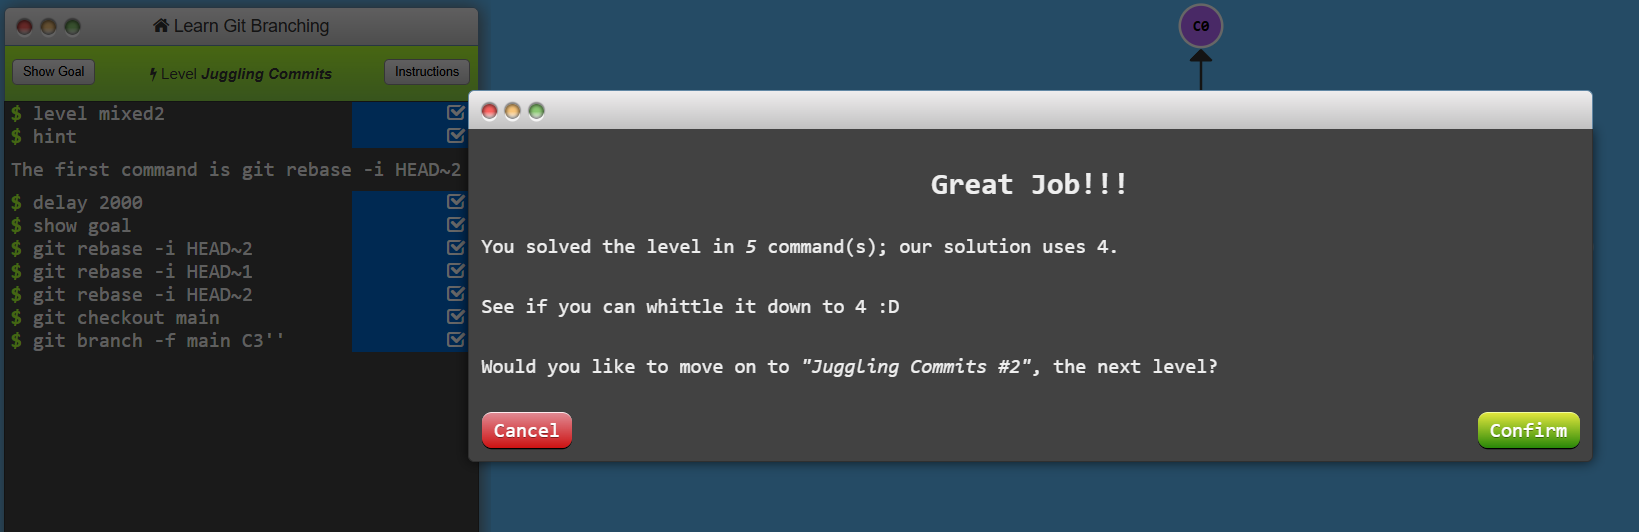 Learn Git Branching
Show Goal
Level Juggling Commits
Instructions
$ level mixed2
$ hint
The first command is git rebase -i HEAD~2
$ delay 2000
$ show goal
$ git rebase -i HEAD~2
$ git rebase -i HEAD~1
$ git rebase -i HEAD~2
$ git checkout main
$ git branch -f main C3''
C0
Great Job!!!
You solved the level in 5 command(s); our solution uses 4.
See if you can whittle it down to 4 :D
Would you like to move on to "Juggling Commits #2", the next level?
Cancel
Confirm